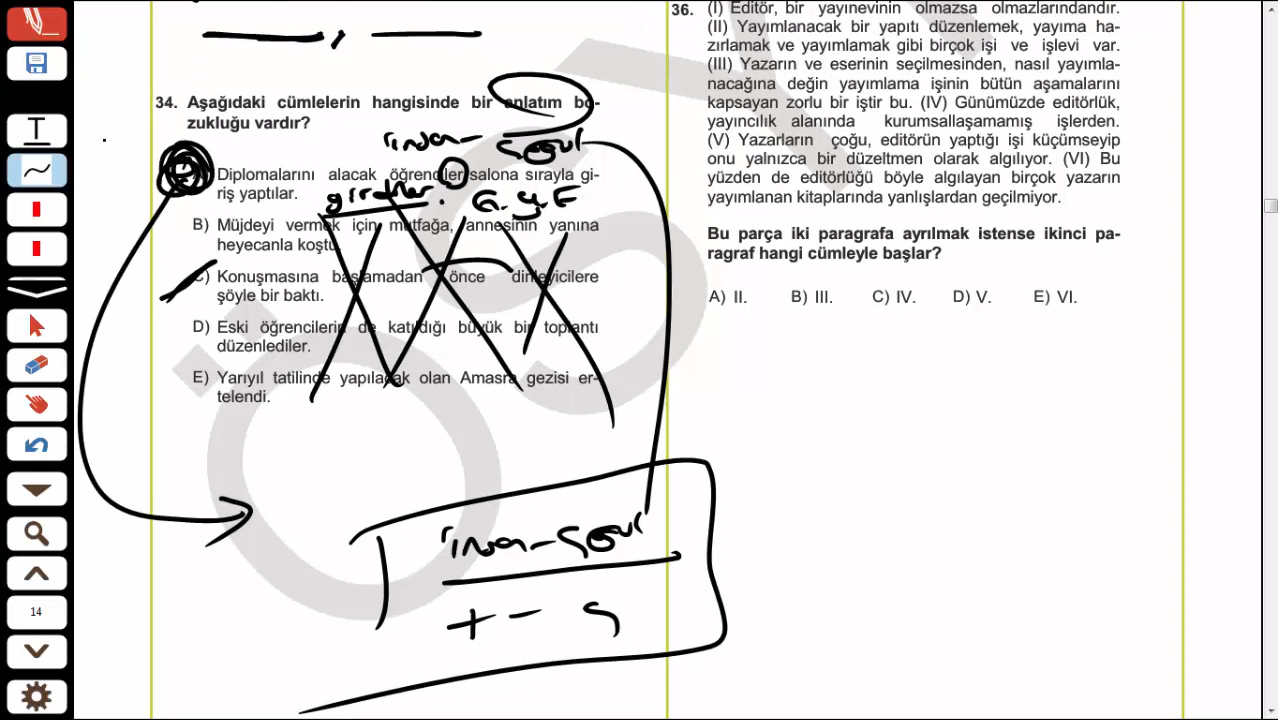 34. Aşağıdaki cümlelerin hangisinde bir anlatım bo-
zukluğu vardır?
insan-
çoğul
Diplomalarını alacak öğrenciler salona sırayla gi-
riş yaptılar.
girdiler.
B) Müjdeyi vermek için mutfağa, annesinin yanına
heyecanla koştu.
C) Konuşmasına başlamadan önce dinleyicilere
şöyle bir baktı.
D) Eski öğrencilerin de katıldığı büyük bir toplantı
düzenlediler.
E) Yarıyıl tatilinde yapılacak olan Amasra gezisi er-
telendi.
insan-çoğul
36. (I) Editör, bir yayınevinin olmazsa olmazlarındandır.
(II) Yayımlanacak bir yapıtı düzenlemek, yayıma ha-
zırlamak ve yayımlamak gibi birçok işi ve işlevi var.
(III) Yazarın ve eserinin seçilmesinden, nasıl yayımla-
nacağına değin yayımlama işinin bütün aşamalarını
kapsayan zorlu bir iştir bu. (IV) Günümüzde editörlük,
yayıncılık alanında kurumsallaşamamış işlerden.
(V) Yazarların çoğu, editörün yaptığı işi küçümseyip
onu yalnızca bir düzeltmen olarak algılıyor. (VI) Bu
yüzden de editörlüğü böyle algılayan birçok yazarın
yayımlanan kitaplarında yanlışlardan geçilmiyor.
Bu parça iki paragrafa ayrılmak istense ikinci pa-
ragraf hangi cümleyle başlar?
A) II. B) III. C) IV. D) V. E) VI.
14